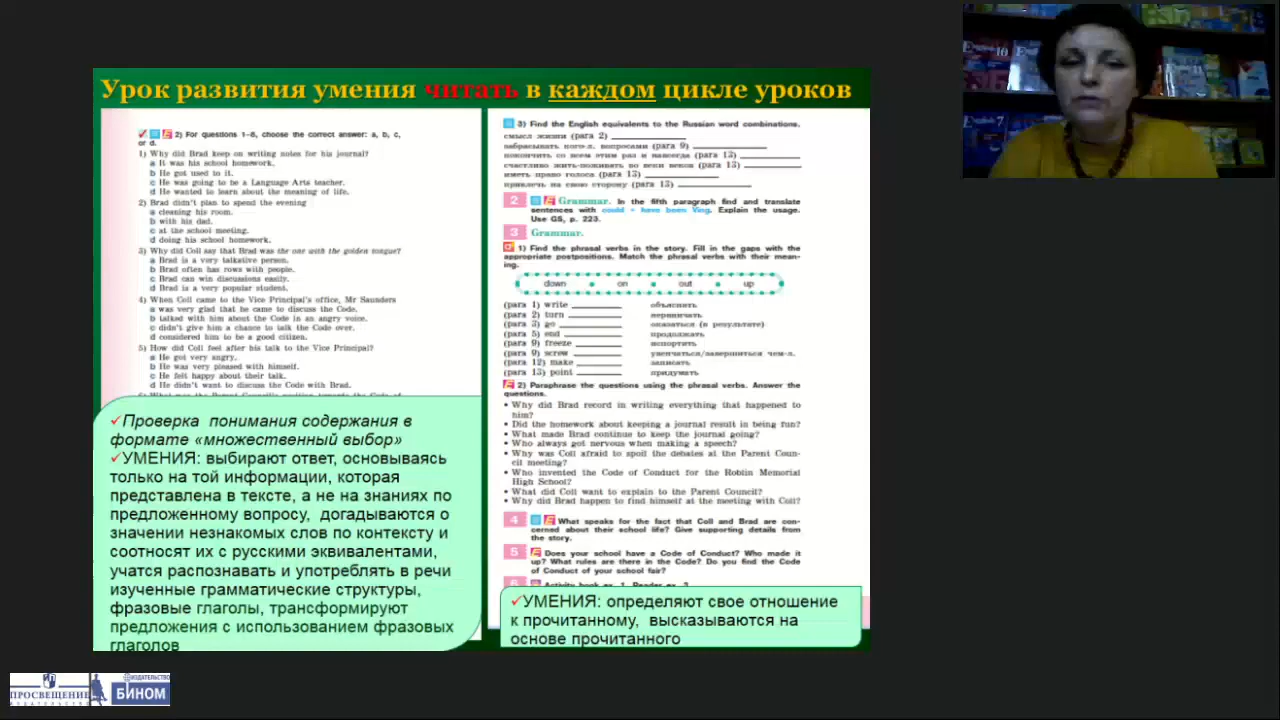 Урок развития умения читать в каждом цикле уроков
2) For questions 1–6, choose the correct answer: a, b, c,
or d.
1) Why did Brad keep on writing notes for his journal?
a It was his school homework.
b He got used to it.
c He was going to be a Language Arts teacher.
d He wanted to learn about the meaning of life.
2) Brad didn't plan to spend the evening
a cleaning his room.
b with his dad.
c at the school meeting.
d doing his school homework.
3) Why did Coll say that Brad was the one with the golden tongue?
a Brad is a very talkative person.
b Brad often has rows with people.
c Brad can win discussions easily.
d Brad is a very popular student.
4) When Coll came to the Vice Principal's office, Mr Saunders
a was very glad that he came to discuss the Code.
b talked with him about the Code in an angry voice.
c didn't give him a chance to talk the Code over.
d considered him to be a good citizen.
5) How did Coll feel after his talk to the Vice Principal?
a He got very angry.
b He was very pleased with himself.
c He felt happy about their talk.
d He didn't want to discuss the Code with Brad.
Проверка понимания содержания в
формате «множественный выбор»
УМЕНИЯ: выбирают ответ, основываясь
только на той информации, которая
представлена в тексте, а не на знаниях по
предложенному вопросу, догадываются о
значении незнакомых слов по контексту и
соотносят их с русскими эквивалентами,
учатся распознавать и употреблять в речи
изученные грамматические структуры,
фразовые глаголы, трансформируют
предложения с использованием фразовых
глаголов
3) Find the English equivalents to the Russian word combinations.
смысл жизни (para 2)
забрасывать кого-л. вопросами (para 9)
покончить со всем этим раз и навсегда (para 13)
счастливо жить-поживать во веки веков (para 13)
иметь право голоса (para 13)
привлечь на свою сторону (para 13)
2 Grammar. In the fifth paragraph find and translate
sentences with could + have been Ving. Explain the usage.
Use GS, p. 223.
3 Grammar.
1) Find the phrasal verbs in the story. Fill in the gaps with the
appropriate postpositions. Match the phrasal verbs with their mean-
ing.
down on out up
(para 1) write объяснить
(para 2) turn нервничать
(para 3) go оказаться (в результате)
(para 5) end продолжать
(para 9) freeze испортить
(para 9) screw увенчаться/завершиться чем-л.
(para 12) make записать
(para 13) point придумать
2) Paraphrase the questions using the phrasal verbs. Answer the
questions.
• Why did Brad record in writing everything that happened to
him?
• Did the homework about keeping a journal result in being fun?
• What made Brad continue to keep the journal going?
• Who always got nervous when making a speech?
• Why was Coll afraid to spoil the debates at the Parent Coun-
cil meeting?
• Who invented the Code of Conduct for the Roblin Memorial
High School?
• What did Coll want to explain to the Parent Council?
• Why did Brad happen to find himself at the meeting with Coll?
4 What speaks for the fact that Coll and Brad are con-
cerned about their school life? Give supporting details from
the story.
5 Does your school have a Code of Conduct? Who made it
up? What rules are there in the Code? Do you find the Code
of Conduct of your school fair?
УМЕНИЯ: определяют свое отношение
к прочитанному, высказываются на
основе прочитанного
ПРОСВЕЩЕНИЕ
ИЗДАТЕЛЬСТВО
ИЗДАТЕЛЬСТВО
БИНОМ